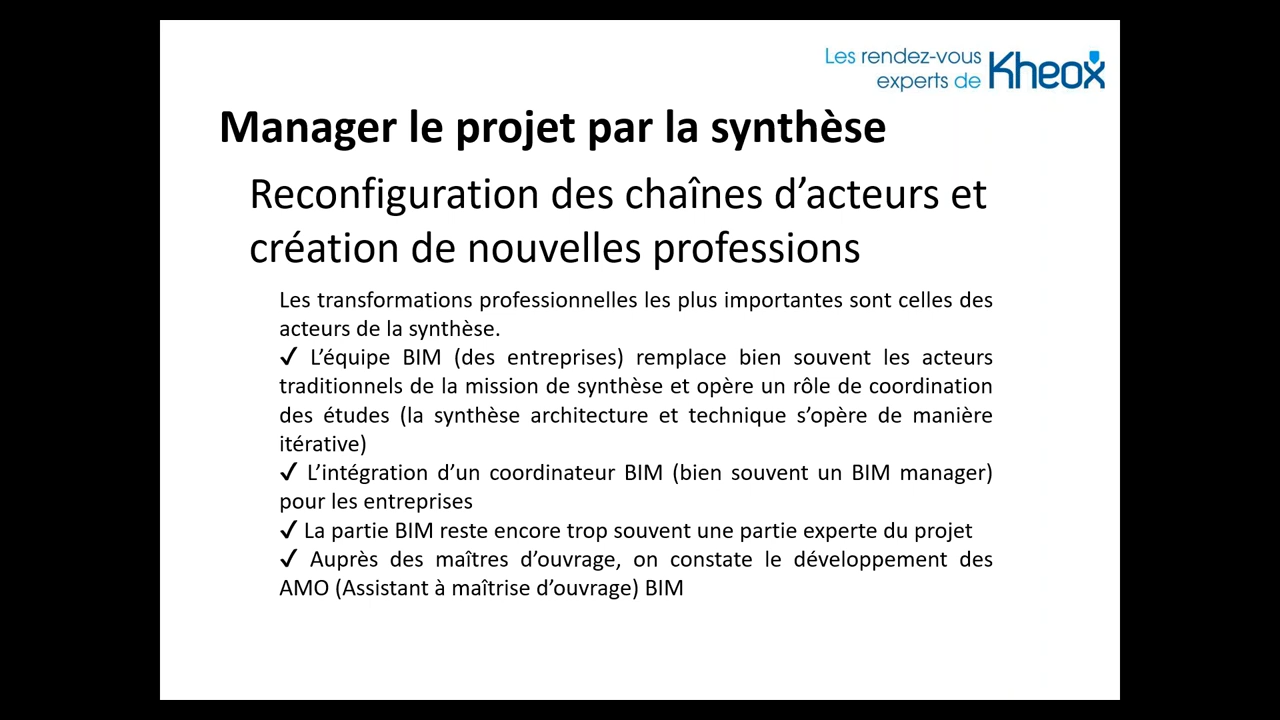 Les rendez-vous
experts de Kheox
Manager le projet par la synthèse
Reconfiguration des chaînes d’acteurs et
création de nouvelles professions
Les transformations professionnelles les plus importantes sont celles des
acteurs de la synthèse.
✓ L’équipe BIM (des entreprises) remplace bien souvent les acteurs
traditionnels de la mission de synthèse et opère un rôle de coordination
des études (la synthèse architecture et technique s’opère de manière
itérative)
✓ L’intégration d’un coordinateur BIM (bien souvent un BIM manager)
pour les entreprises
✓ La partie BIM reste encore trop souvent une partie experte du projet
✓ Auprès des maîtres d’ouvrage, on constate le développement des
AMO (Assistant à maîtrise d’ouvrage) BIM